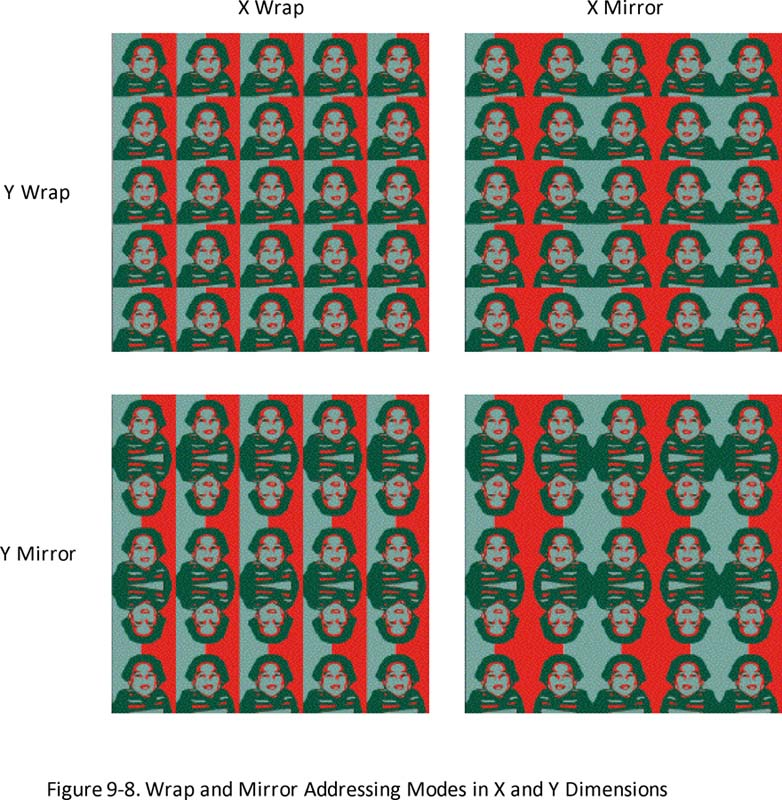 X Wrap
X Mirror
Y Wrap
Y Mirror
Figure 9-8. Wrap and Mirror Addressing Modes in X and Y Dimensions